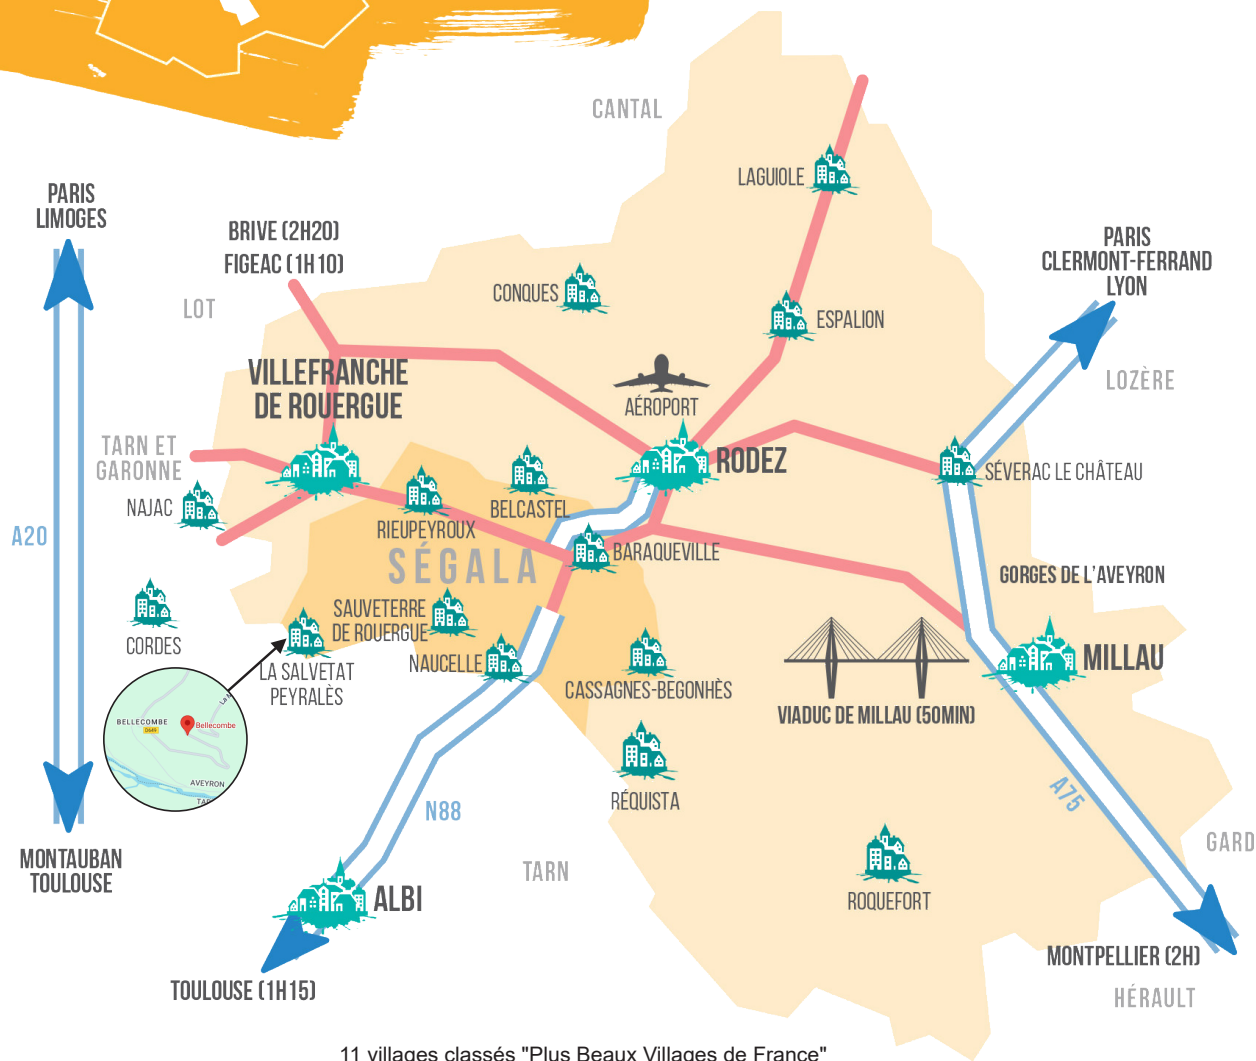 CANTAL
LAGUIOLE
PARIS
LIMOGES
BRIVE (2H20)
FIGEAC (1H10)
PARIS
CLERMONT-FERRAND
LYON
LOT
CONQUES
ESPALION
LOZÈRE
VILLEFRANCHE
DE ROUERGUE
AÉROPORT
TARN ET
GARONNE
RODEZ
SÉVERAC LE CHÂTEAU
NAJAC
BELCASTEL
RIEUPEYROUX
A20
SÉGALA
BARAQUEVILLE
GORGES DE L'AVEYRON
SAUVETERRE
DE ROUERGUE
CORDES
NAUCELLE
LA SALVETAT
PEYRALÈS
CASSAGNES-BEGONHÈS
MILLAU
VIADUC DE MILLAU (50MIN)
BELLECOMBE
Bellecombe
AVEYRON
RÉQUISTA
A75
N88
GARD
MONTAUBAN
TOULOUSE
TARN
ALBI
ROQUEFORT
MONTPELLIER (2H)
TOULOUSE (1H15)
HÉRAULT
11 villages classés "Plus Beaux Villages de France"